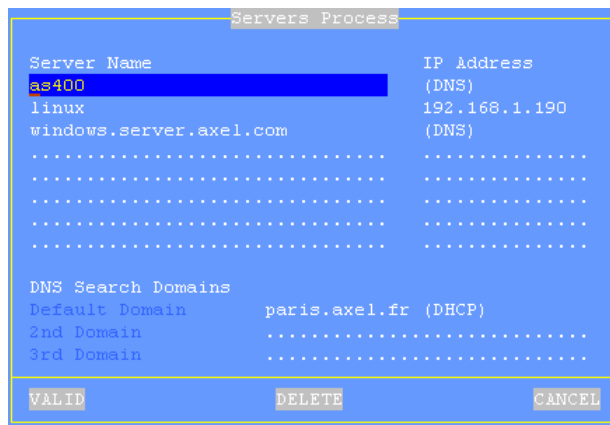 Servers Process
Server Name IP Address
as400 (DNS)
linux 192.168.1.190
windows.server.axel.com (DNS)
................................ ...............
................................ ...............
................................ ...............
................................ ...............
................................ ...............
DNS Search Domains
Default Domain paris.axel.fr (DHCP)
2nd Domain .............................
3rd Domain .............................
VALID DELETE CANCEL